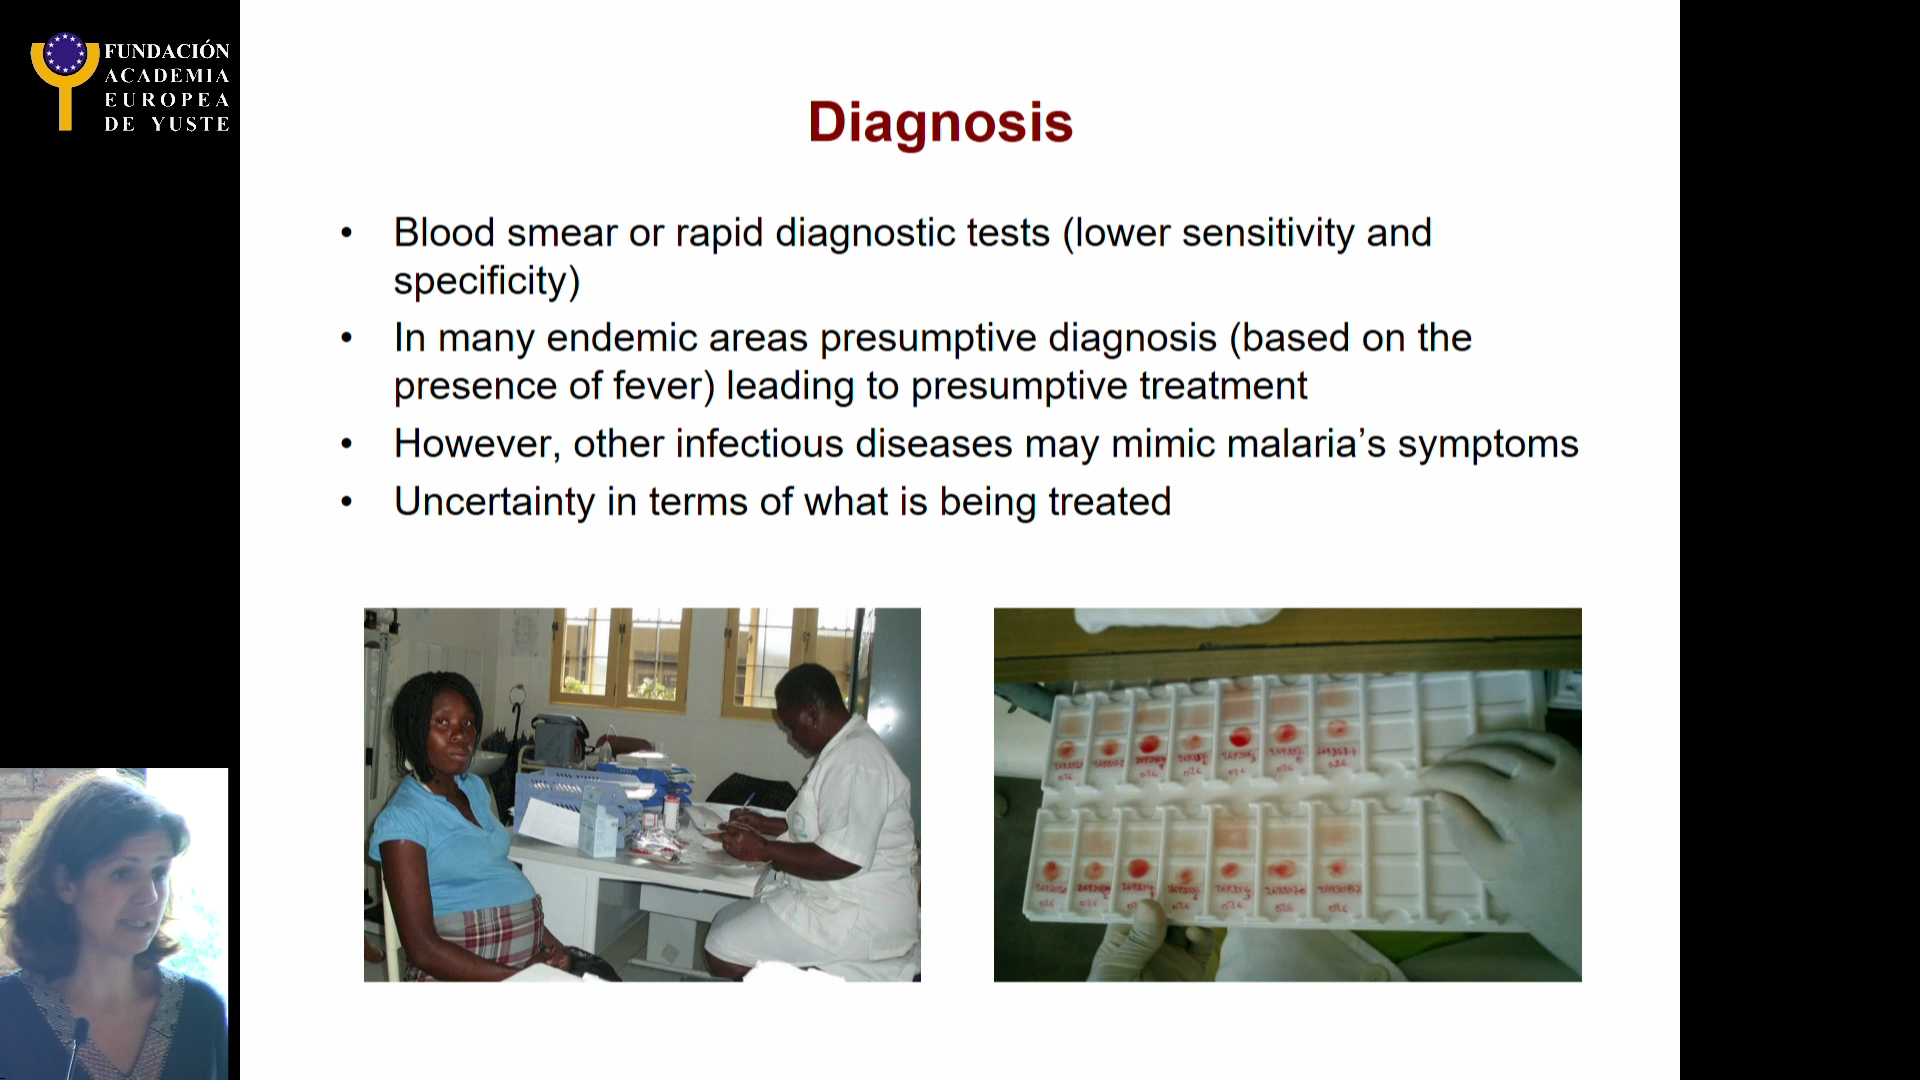 FUNDACIÓN
ACADEMIA
EUROPEA
DE YUSTE
Diagnosis
• Blood smear or rapid diagnostic tests (lower sensitivity and
specificity)
• In many endemic areas presumptive diagnosis (based on the
presence of fever) leading to presumptive treatment
• However, other infectious diseases may mimic malaria’s symptoms
• Uncertainty in terms of what is being treated